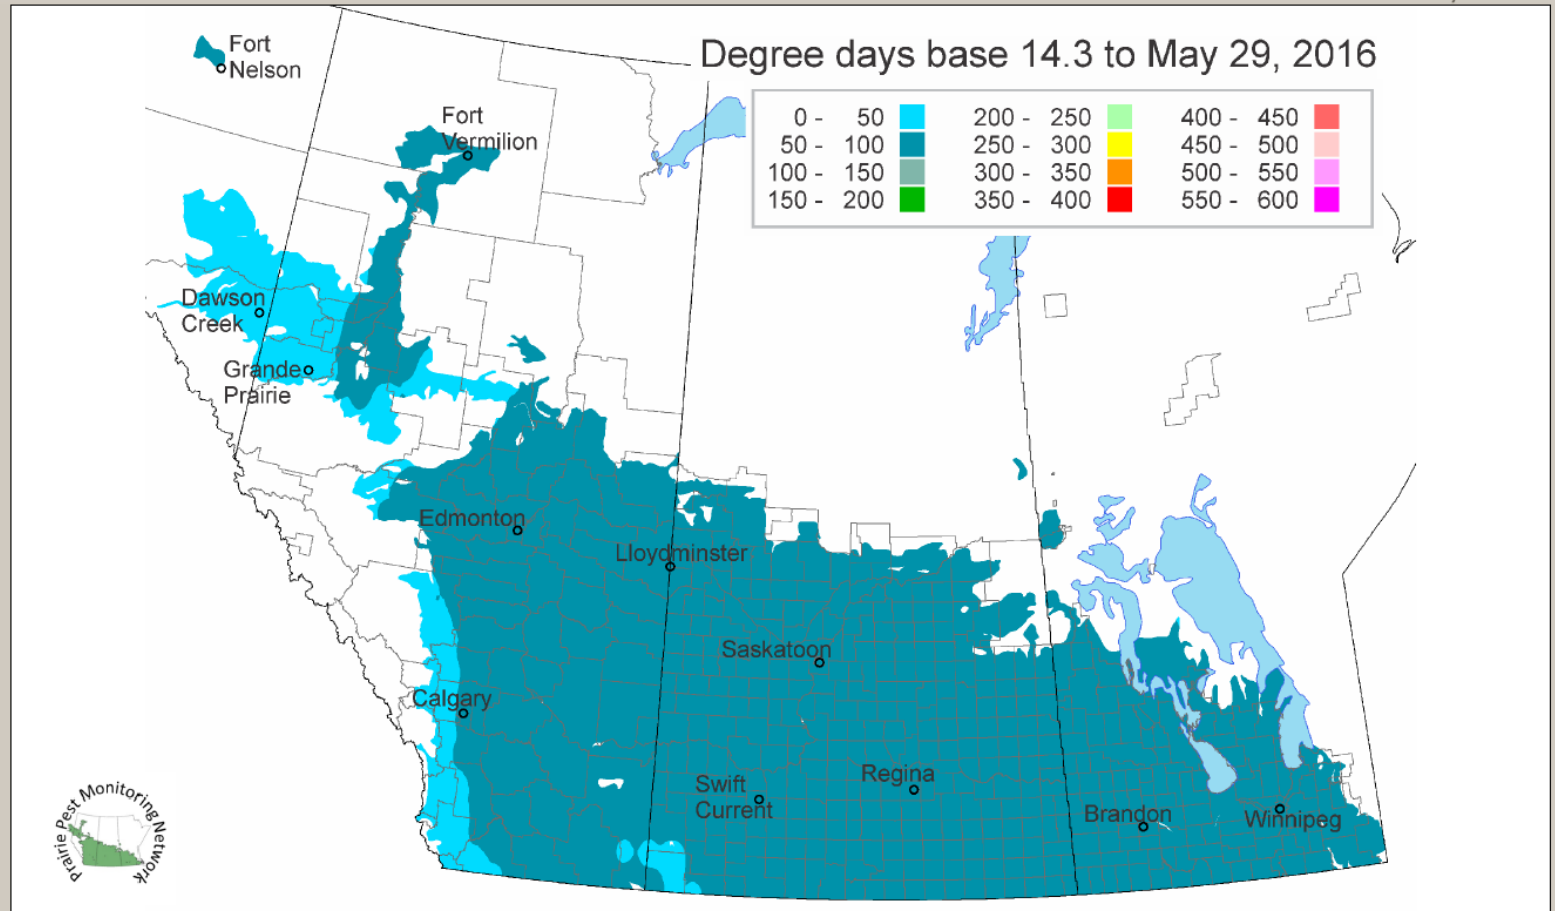 Degree days base 14.3 to May 29, 2016
0 - 50
50 - 100
100 - 150
150 - 200
200 - 250
250 - 300
300 - 350
350 - 400
400 - 450
450 - 500
500 - 550
550 - 600
Fort
Nelson
Fort
Vermilion
Dawson
Creek
Grande
Prairie
Edmonton
Lloydminster
Saskatoon
Calgary
Swift
Current
Regina
Brandon
Winnipeg
Prairie Pest Monitoring Network